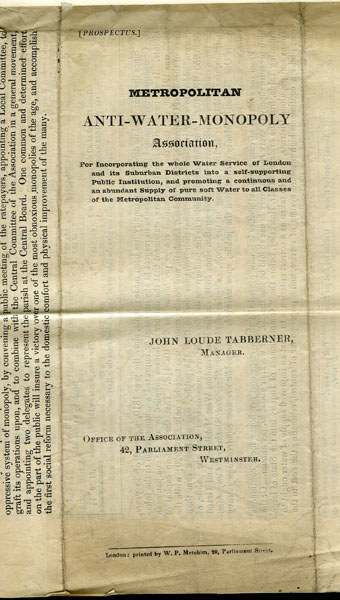 [PROSPECTUS.]
METROPOLITAN
ANTI-WATER-MONOPOLY
Association,
For Incorporating the whole Water Service of London
and its Suburban Districts into a self-supporting
Public Institution, and promoting a continuous and
an abundant Supply of pure soft Water to all Classes
of the Metropolitan Community.
JOHN LOUDE TABBERNER,
MANAGER.
OFFICE OF THE ASSOCIATION,
42, PARLIAMENT STREET,
WESTMINSTER.
London: printed by W. P. Metchim, 20, Parliament Street.
oppressive system of monopoly, by convening a public meeting of the ratepayers, appointing a Local Committee, to
graft its operations upon, and to combine with the Central Committee of the Association in a general movement,
and appointing two delegates to represent the parish at the Central Board. One common and determined effort
on the part of the public will insure a victory over one of the most obnoxious monopolies of the age, and accomplish
the first social reform necessary to the domestic comfort and physical improvement of the many.